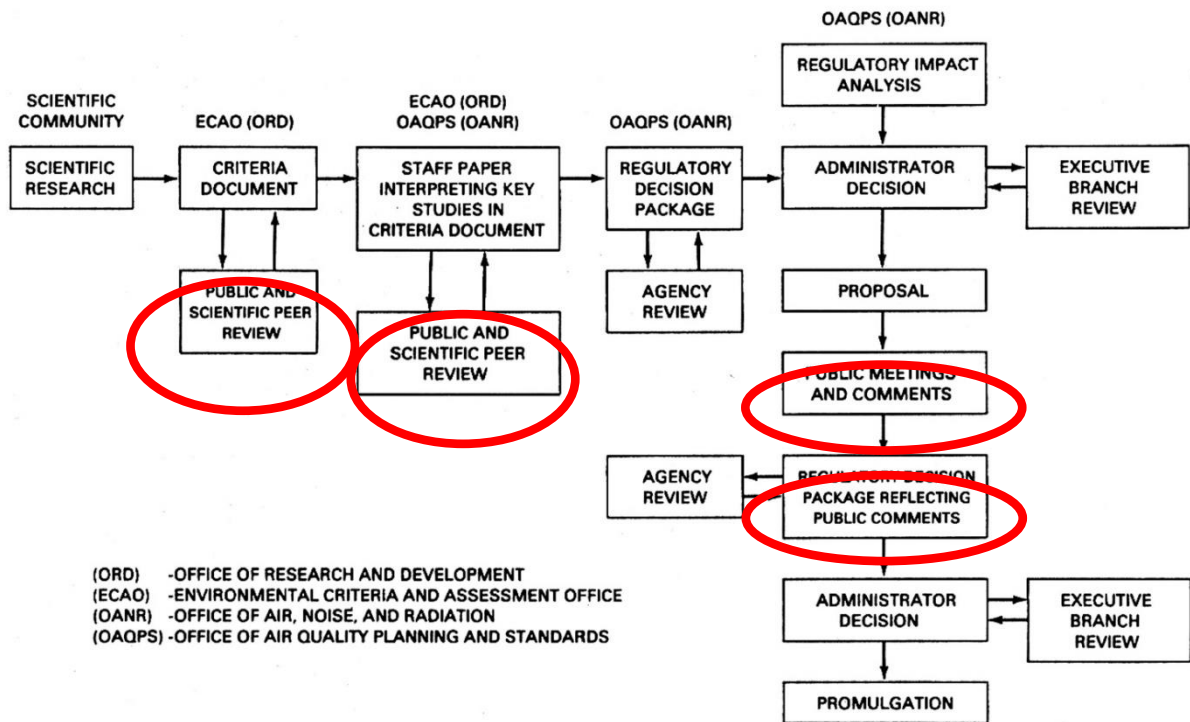 OAQPS (OANR)
REGULATORY IMPACT
ANALYSIS
SCIENTIFIC
COMMUNITY
ECAO (ORD)
ECAO (ORD)
OAQPS (OANR)
OAQPS (OANR)
SCIENTIFIC
RESEARCH
CRITERIA
DOCUMENT
STAFF PAPER
INTERPRETING KEY
STUDIES IN
CRITERIA DOCUMENT
REGULATORY
DECISION
PACKAGE
ADMINISTRATOR
DECISION
EXECUTIVE
BRANCH
REVIEW
PUBLIC AND
SCIENTIFIC PEER
REVIEW
PUBLIC AND
SCIENTIFIC PEER
REVIEW
AGENCY
REVIEW
PROPOSAL
PUBLIC MEETINGS
AND COMMENTS
AGENCY
REVIEW
REGULATORY DECISION
PACKAGE REFLECTING
PUBLIC COMMENTS
(ORD) -OFFICE OF RESEARCH AND DEVELOPMENT
(ECAO) -ENVIRONMENTAL CRITERIA AND ASSESSMENT OFFICE
(OANR) -OFFICE OF AIR, NOISE, AND RADIATION
(OAQPS) -OFFICE OF AIR QUALITY PLANNING AND STANDARDS
ADMINISTRATOR
DECISION
EXECUTIVE
BRANCH
REVIEW
PROMULGATION